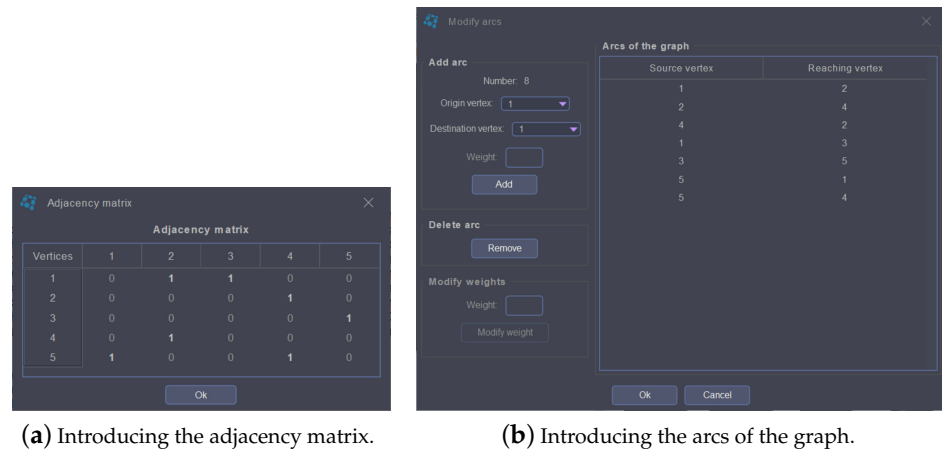 Adjacency matrix
Adjacency matrix
Vertices 1 2 3 4 5
1 0 1 1 0 0
2 0 0 0 1 0
3 0 0 0 0 1
4 0 1 0 0 0
5 1 0 0 1 0
Ok
(a) Introducing the adjacency matrix.
Modify arcs
Add arc
Number: 8
Origin vertex: 1
Destination vertex: 1
Weight:
Add
Delete arc
Remove
Modify weights
Weight:
Modify weight
Arcs of the graph
Source vertex Reaching vertex
1 2
2 4
4 2
1 3
3 5
5 1
5 4
Ok Cancel
(b) Introducing the arcs of the graph.